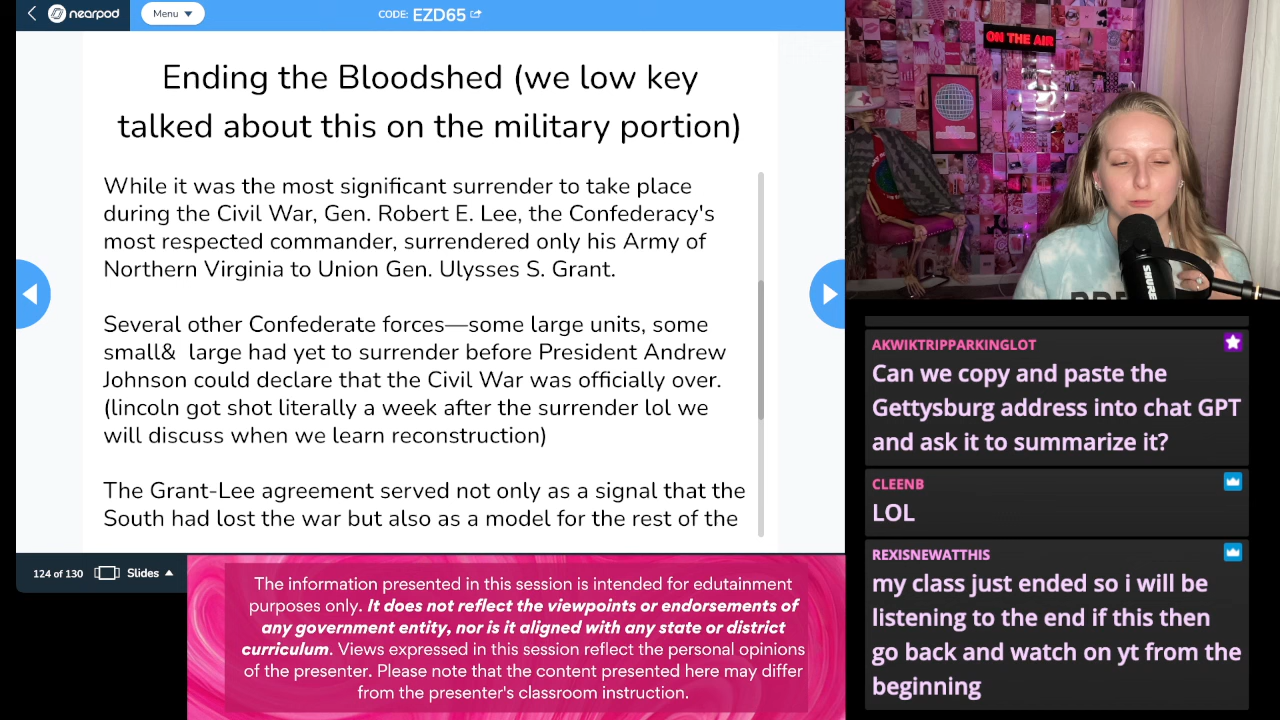 nearpod
Menu
CODE: EZD65
Ending the Bloodshed (we low key
talked about this on the military portion)
While it was the most significant surrender to take place
during the Civil War, Gen. Robert E. Lee, the Confederacy's
most respected commander, surrendered only his Army of
Northern Virginia to Union Gen. Ulysses S. Grant.
Several other Confederate forces—some large units, some
small& large had yet to surrender before President Andrew
Johnson could declare that the Civil War was officially over.
(lincoln got shot literally a week after the surrender lol we
will discuss when we learn reconstruction)
The Grant-Lee agreement served not only as a signal that the
South had lost the war but also as a model for the rest of the
124 of 130
Slides
The information presented in this session is intended for edutainment
purposes only. It does not reflect the viewpoints or endorsements of
any government entity, nor is it aligned with any state or district
curriculum. Views expressed in this session reflect the personal opinions
of the presenter. Please note that the content presented here may differ
from the presenter's classroom instruction.
ON THE AIR
SHURE
AKWIKTRIPPARKINGLOT
Can we copy and paste the
Gettysburg address into chat GPT
and ask it to summarize it?
CLEENB
LOL
REXISNEWATTHIS
my class just ended so i will be
listening to the end if this then
go back and watch on yt from the
beginning